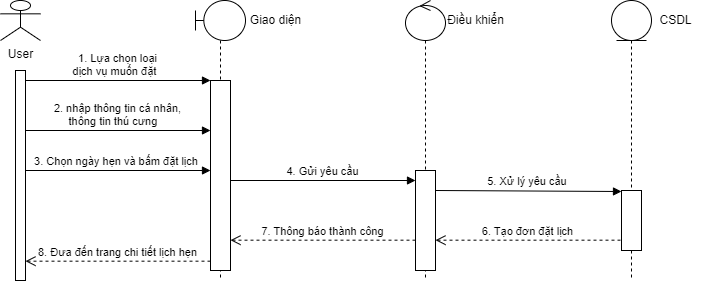 User
Giao diện
Điều khiển
CSDL
1. Lựa chọn loại
dịch vụ muốn đặt
2. nhập thông tin cá nhân,
thông tin thú cưng
3. Chọn ngày hẹn và bấm đặt lịch
4. Gửi yêu cầu
5. Xử lý yêu cầu
6. Tạo đơn đặt lịch
7. Thông báo thành công
8. Đưa đến trang chi tiết lịch hẹn